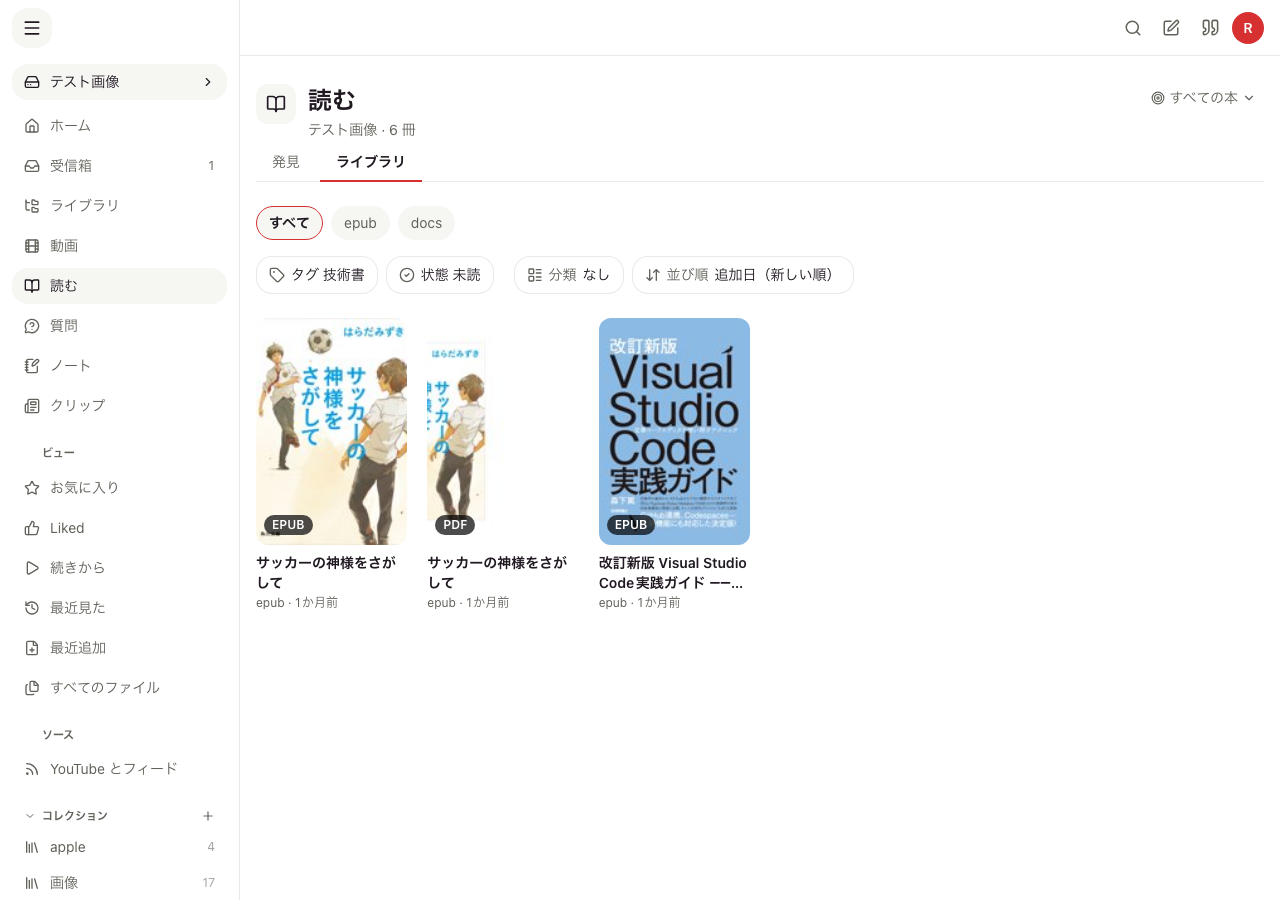 テスト画像
ホーム
受信箱 1
ライブラリ
動画
読む
質問
ノート
クリップ
ビュー
お気に入り
Liked
続きから
最近見た
最近追加
すべてのファイル
ソース
YouTube とフィード
コレクション
apple 4
画像 17
R
読む
テスト画像 · 6 冊
すべての本
発見 ライブラリ
すべて epub docs
タグ 技術書 状態 未読 分類 なし 並び順 追加日（新しい順）
はらだみずき
サッカーの
神様を
さがして
EPUB
サッカーの神様をさが
して
epub · 1か月前
はらだみずき
サッカーの
PDF
サッカーの神様をさが
して
epub · 1か月前
改訂新版
Visual
Studio
Code
実践ガイド
森下篤
EPUB
改訂新版 Visual Studio
Code実践ガイド ——...
epub · 1か月前